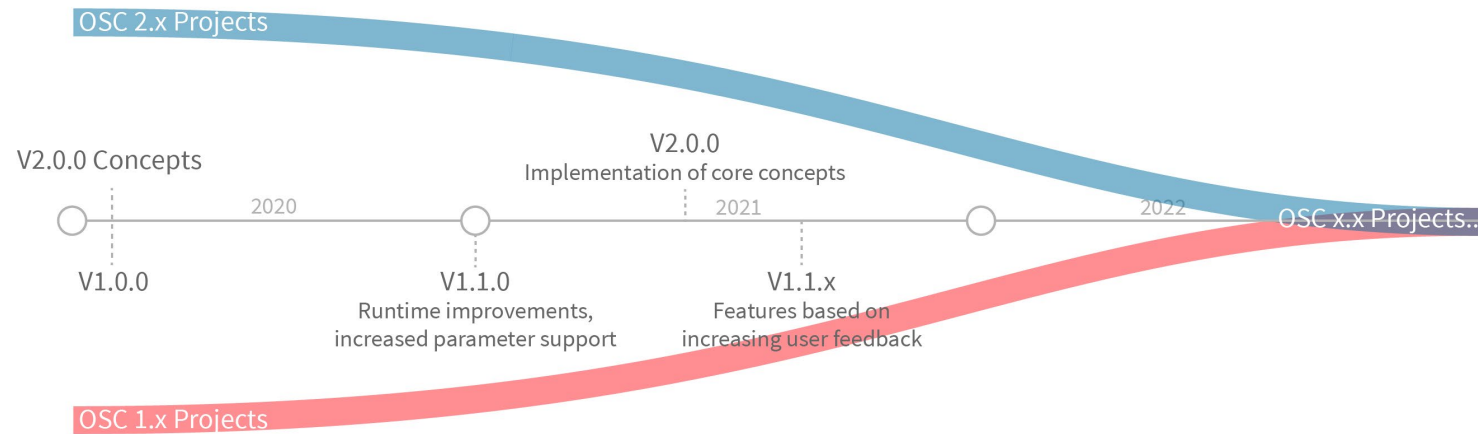 OSC 2.x Projects
V2.0.0 Concepts
V2.0.0
Implementation of core concepts
2020
2021
2022
OSC x.x Projects..
V1.0.0
V1.1.0
Runtime improvements,
increased parameter support
V1.1.x
Features based on
increasing user feedback
OSC 1.x Projects